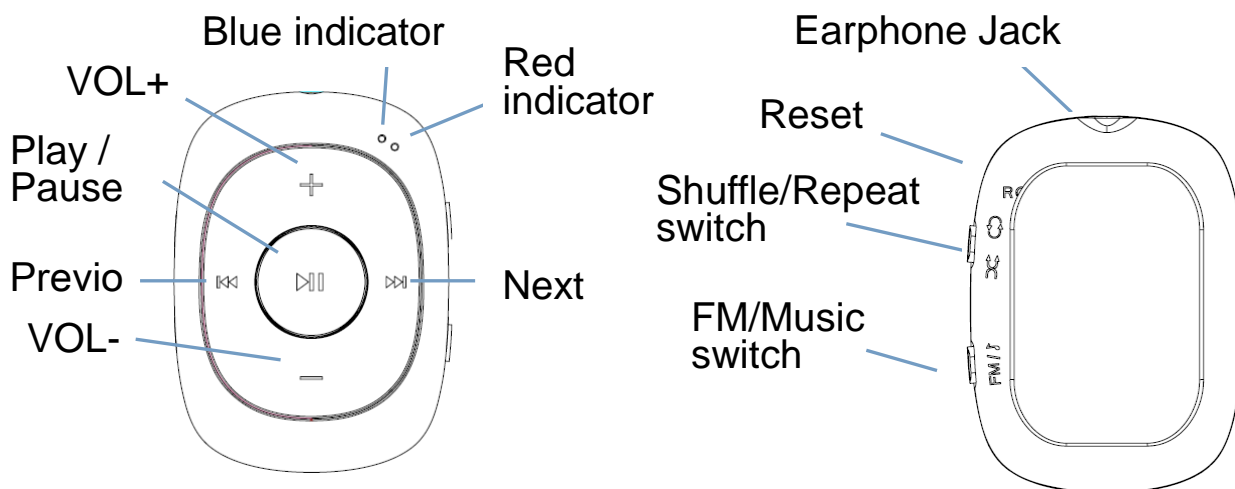 Blue indicator
VOL+
Red
indicator
Play /
Pause
Previo
Next
VOL-
Earphone Jack
Reset
Shuffle/Repeat
switch
FM/Music
switch
FM/